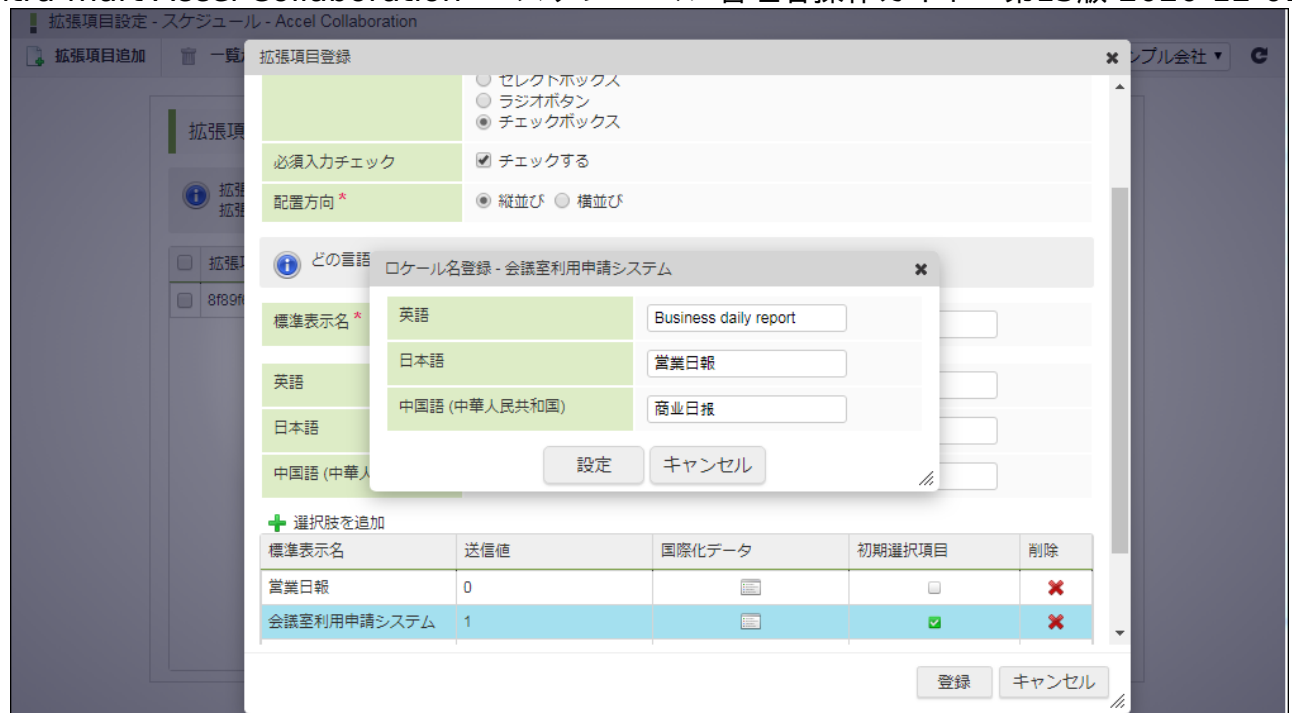 拡張項目設定 - スケジュール - Accel Collaboration
拡張項目追加
拡張項目登録
プル会社
セレクトボックス
ラジオボタン
チェックボックス
必須入力チェック チェックする
配置方向 * 縦並び 横並び
どの言語
ロケール名登録 - 会議室利用申請システム
標準表示名 *
英語 Business daily report
日本語 営業日報
中国語 (中華人民共和国) 商业日报
設定 キャンセル
英語
日本語
中国語 (中華人
選択肢を追加
標準表示名 送信値 国際化データ 初期選択項目 削除
営業日報 0
会議室利用申請システム 1
登録 キャンセル